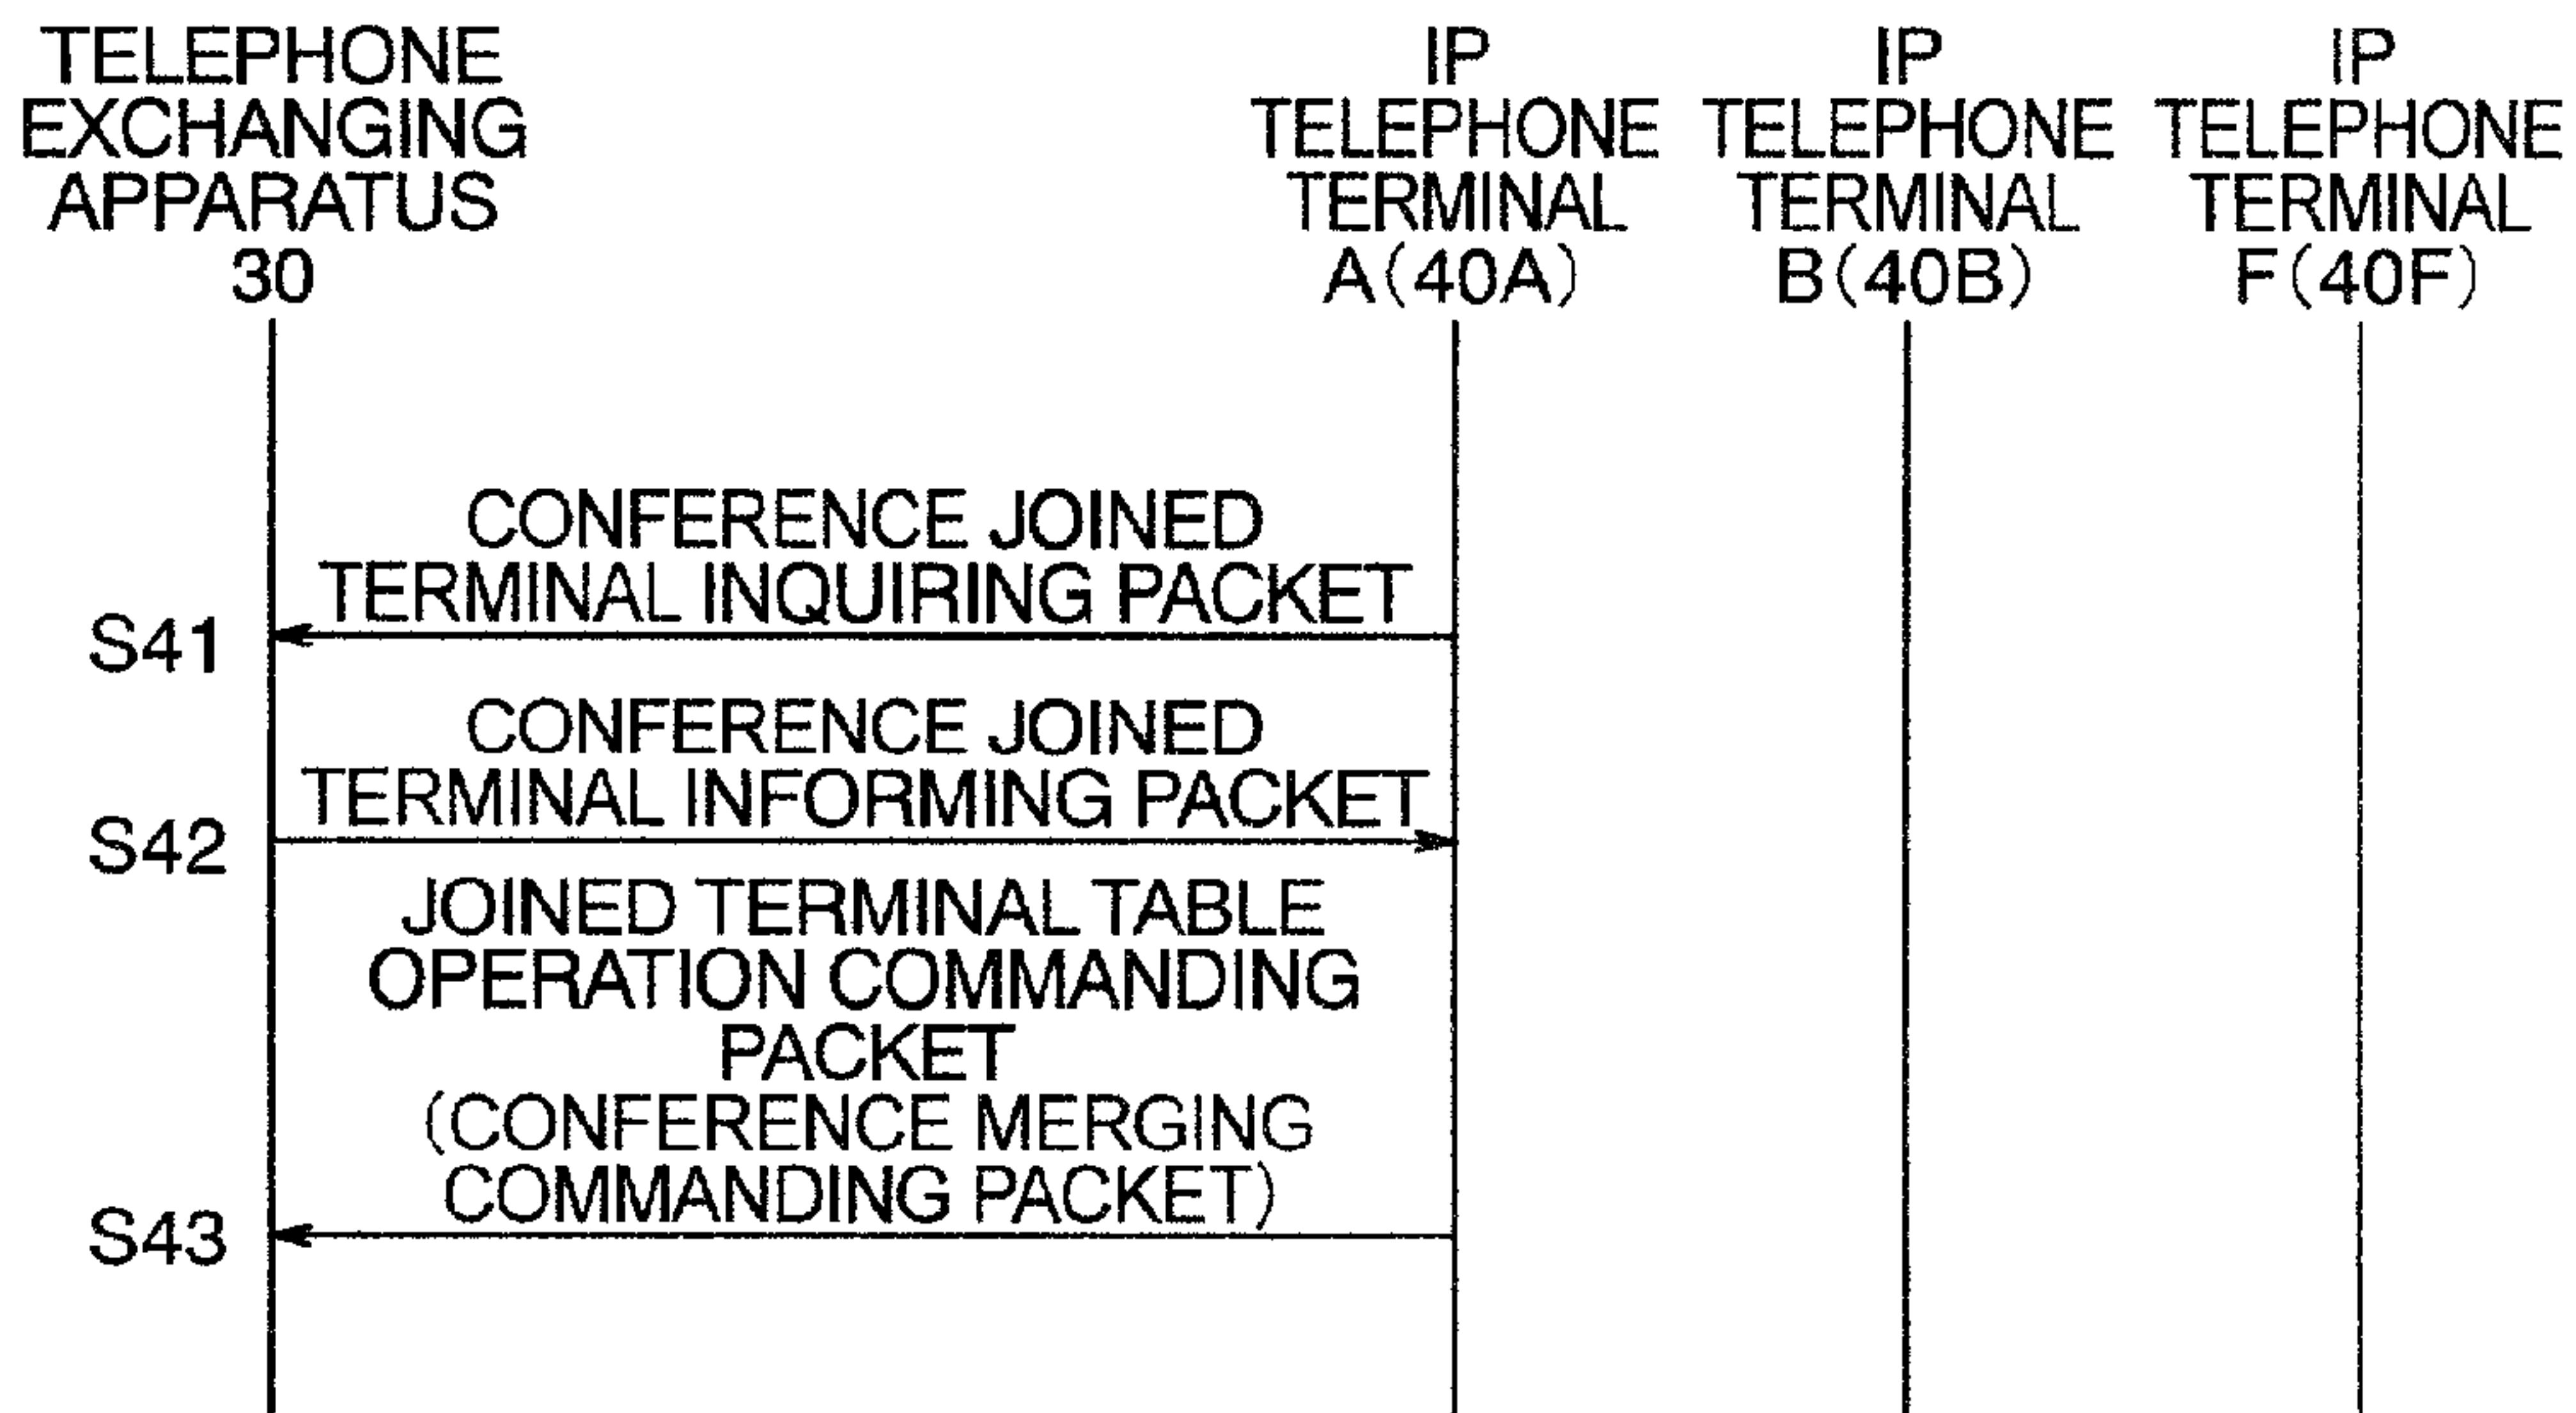 TELEPHONE
EXCHANGING
APPARATUS
30
IP
TELEPHONE
TERMINAL
A(40A)
IP
TELEPHONE
TERMINAL
B(40B)
IP
TELEPHONE
TERMINAL
F(40F)
CONFERENCE JOINED
TERMINAL INQUIRING PACKET
S41
CONFERENCE JOINED
TERMINAL INFORMING PACKET
S42
JOINED TERMINAL TABLE
OPERATION COMMANDING
PACKET
(CONFERENCE MERGING
COMMANDING PACKET)
S43